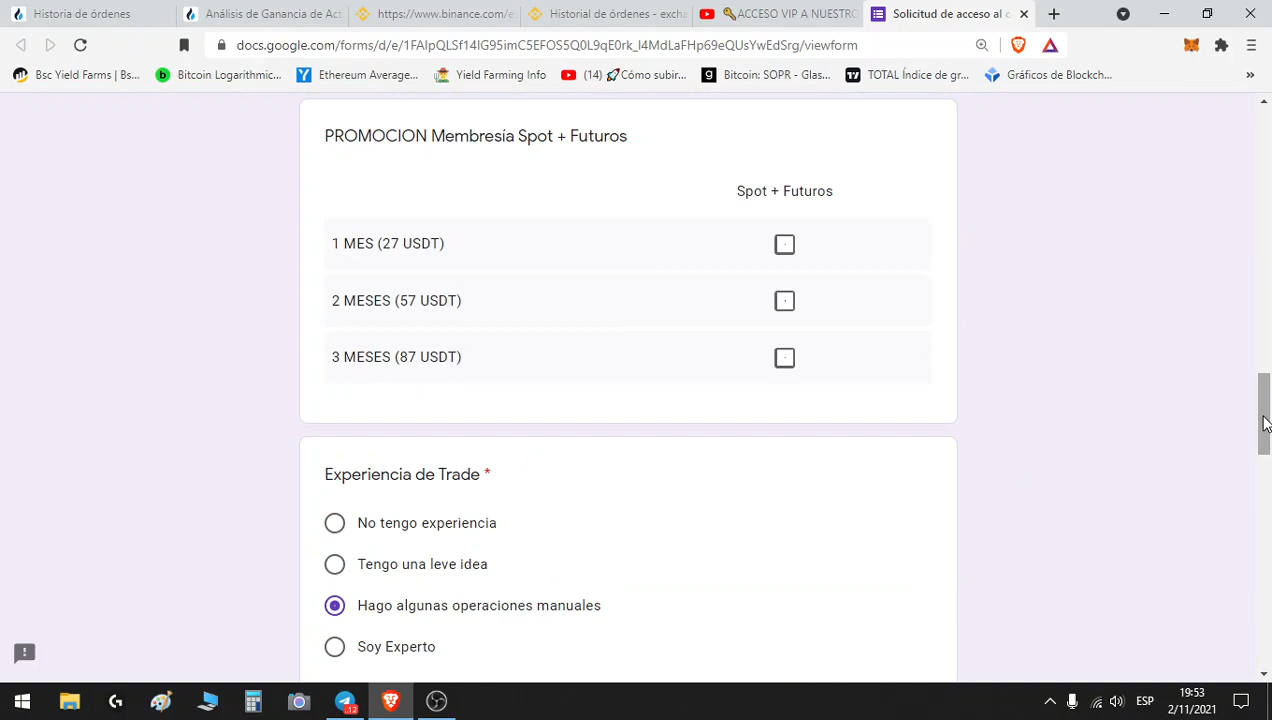 Historia de órdenes
Análisis de Ganancia de Act
https://www.binance.com/e
Historial de órdenes - excha
ACCESO VIP A NUESTRO
Solicitud de acceso al c
docs.google.com/forms/d/e/
/viewform
Bsc Yield Farms | Bs...
Bitcoin Logarithmic...
Ethereum Average...
Yield Farming Info
(14) 🚀Cómo subir...
Bitcoin: SOPR - Glas...
TOTAL Índice de gr...
Gráficos de Blockch...
»
PROMOCION Membresía Spot + Futuros
Spot + Futuros
1 MES (27 USDT)
2 MESES (57 USDT)
3 MESES (87 USDT)
Experiencia de Trade *
No tengo experiencia
Tengo una leve idea
Hago algunas operaciones manuales
Soy Experto
12
ESP
19:53
2/11/2021